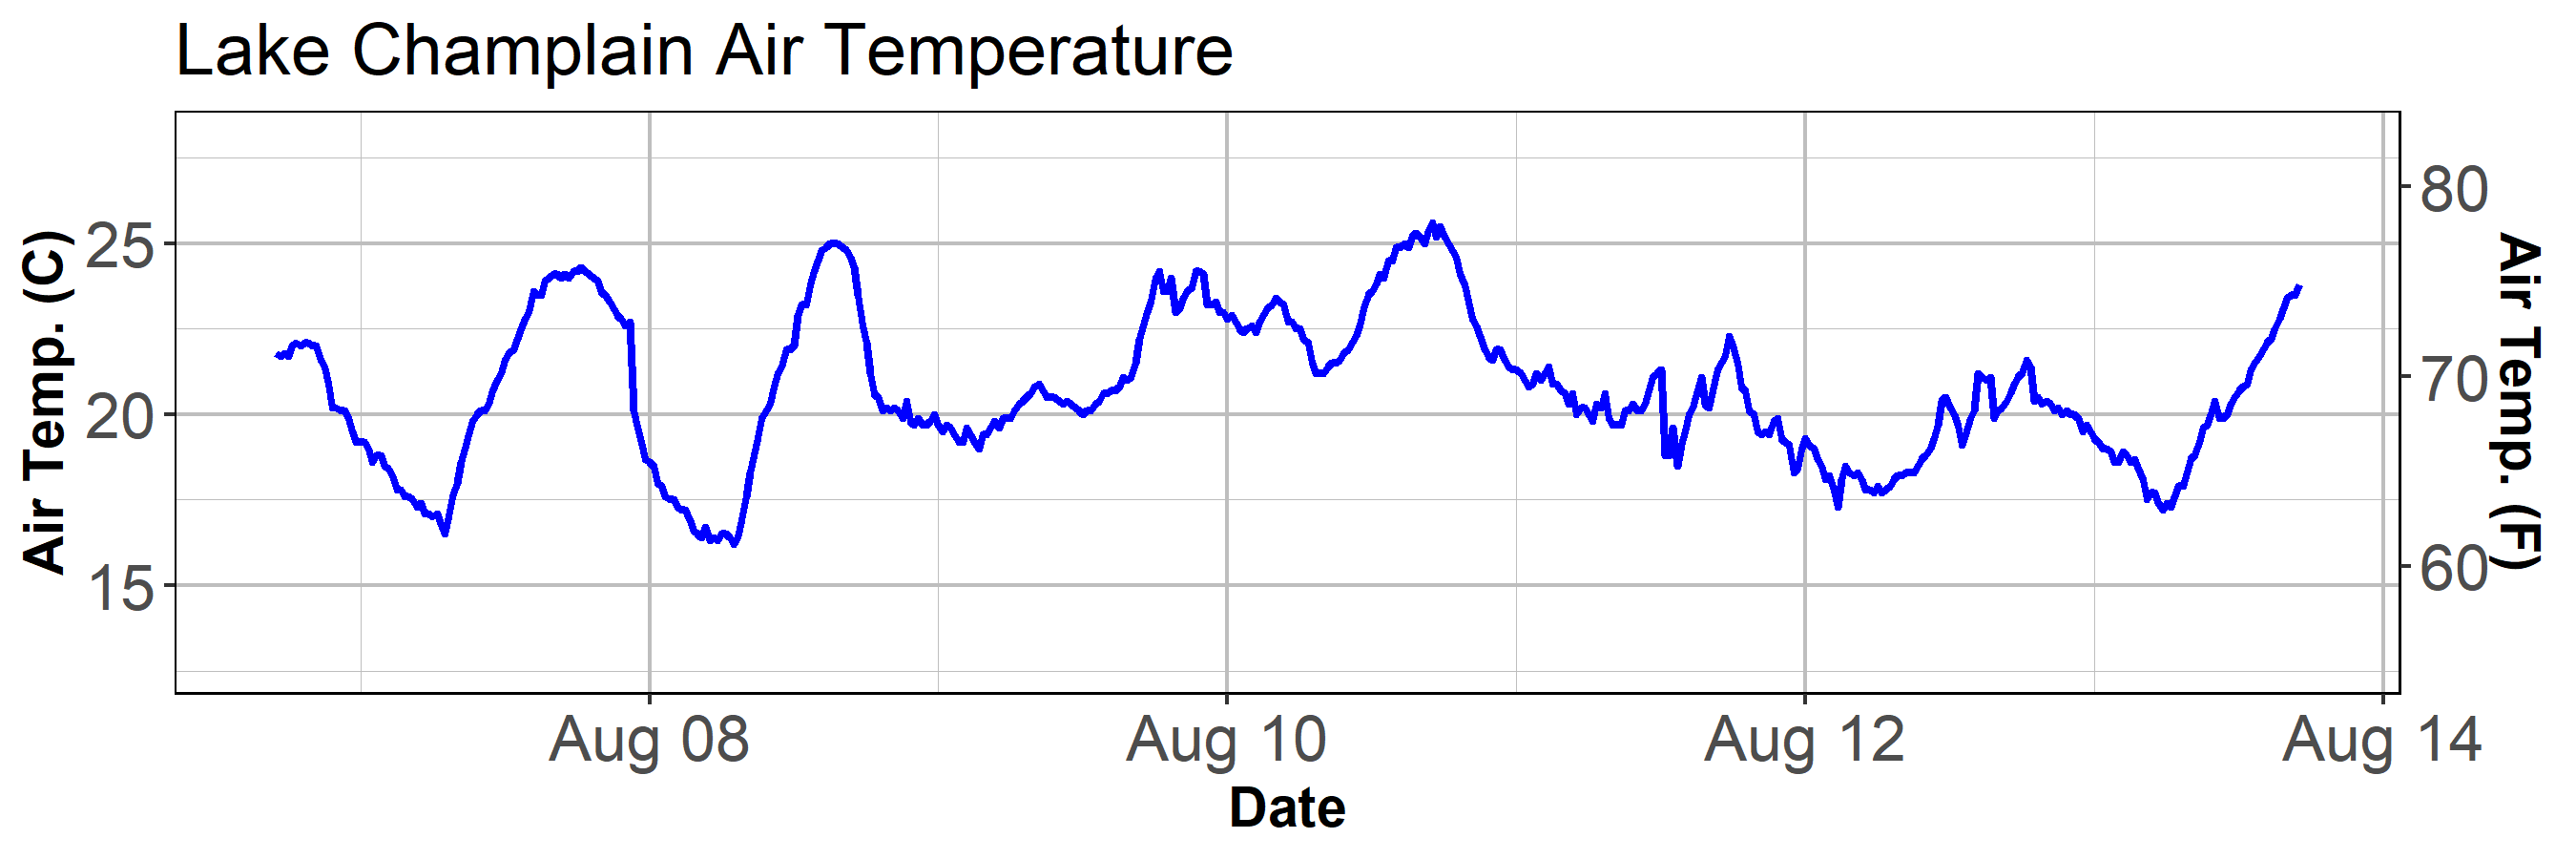 Lake Champlain Air Temperature
Air Temp. (C)
25
20
15
80
70
60
Air Temp. (F)
Aug 08
Aug 10
Aug 12
Aug 14
Date